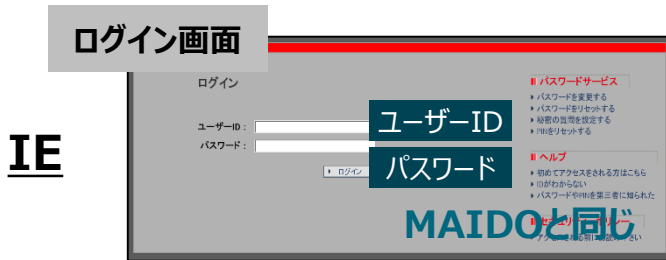 ログイン画面
IE
ログイン
ユーザーID：
パスワード：
ログイン
ユーザーID
パスワード
MAIDOと同じ
パスワードサービス
パスワードを変更する
パスワードをリセットする
秘密の質問を設定する
PINをリセットする
ヘルプ
初めてアクセスをされる方はこちら
IDがわからない
パスワードやPINを第三者に知られた